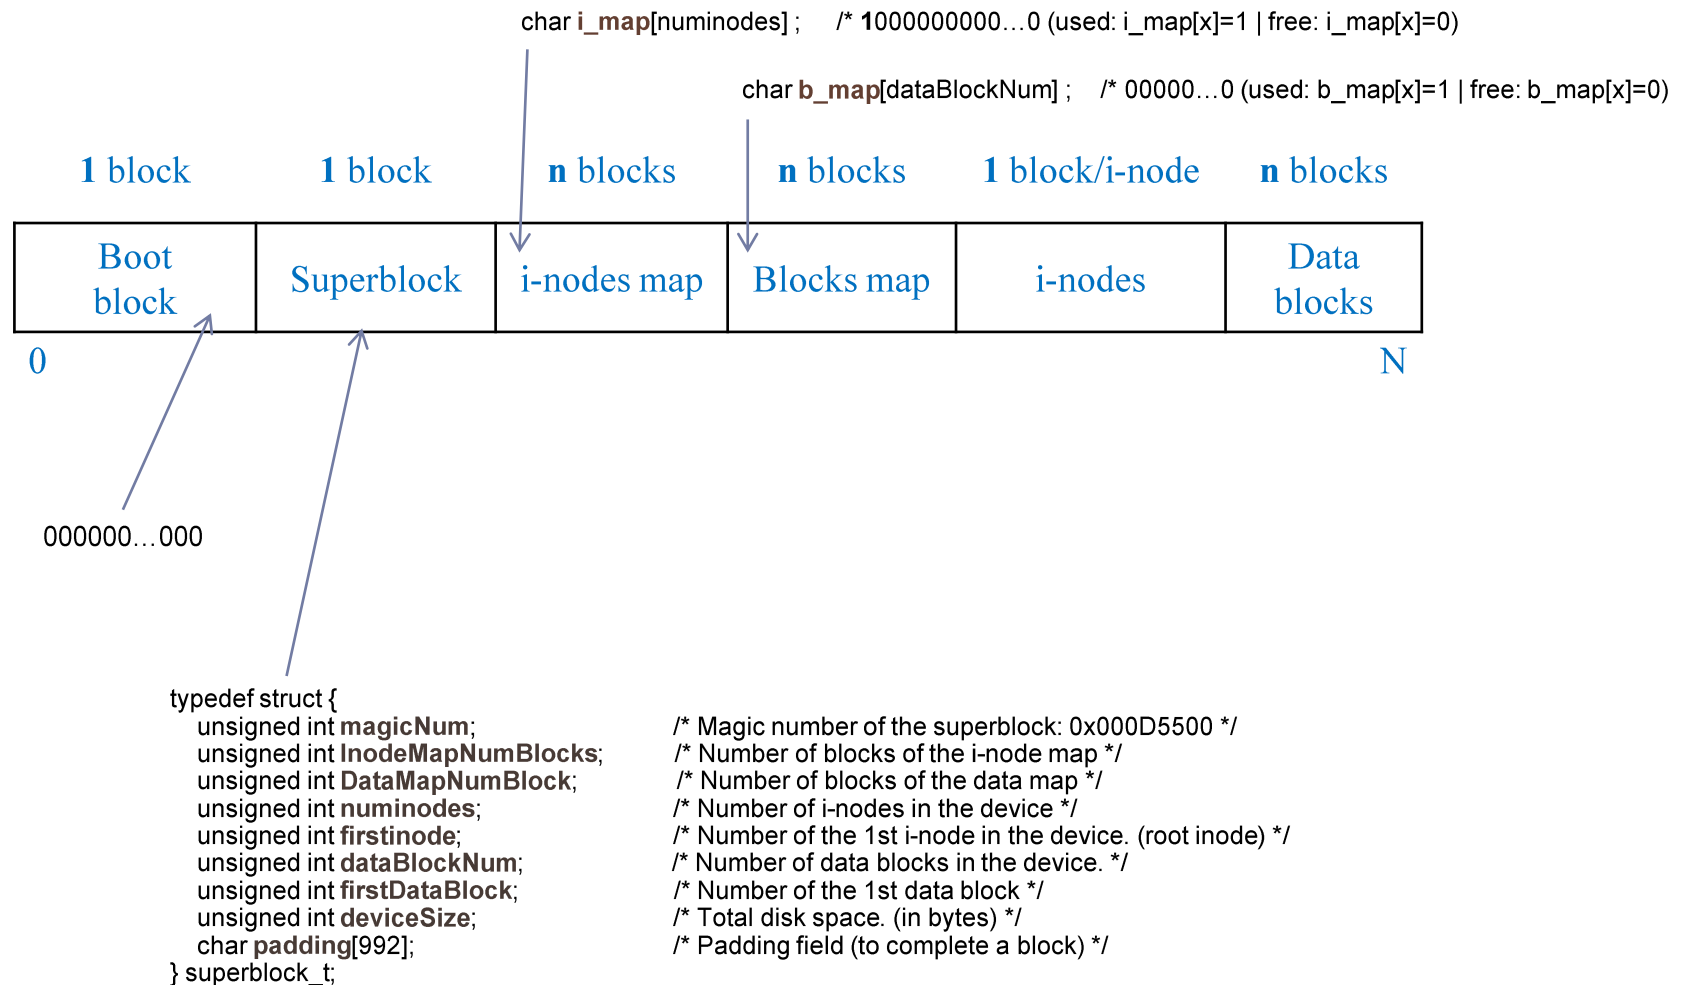 char i_map[numinodes] ; /* 1000000000…0 (used: i_map[x]=1 | free: i_map[x]=0)
char b_map[dataBlockNum] ; /* 00000…0 (used: b_map[x]=1 | free: b_map[x]=0)
1 block 1 block n blocks n blocks 1 block/i-node n blocks
Boot
block
Superblock
i-nodes map
Blocks map
i-nodes
Data
blocks
0 N
000000…000
typedef struct {
unsigned int magicNum; /* Magic number of the superblock: 0x000D5500 */
unsigned int InodeMapNumBlocks; /* Number of blocks of the i-node map */
unsigned int DataMapNumBlock; /* Number of blocks of the data map */
unsigned int numinodes; /* Number of i-nodes in the device */
unsigned int firstinode; /* Number of the 1st i-node in the device. (root inode) */
unsigned int dataBlockNum; /* Number of data blocks in the device. */
unsigned int firstDataBlock; /* Number of the 1st data block */
unsigned int deviceSize; /* Total disk space. (in bytes) */
char padding[992]; /* Padding field (to complete a block) */
} superblock_t;